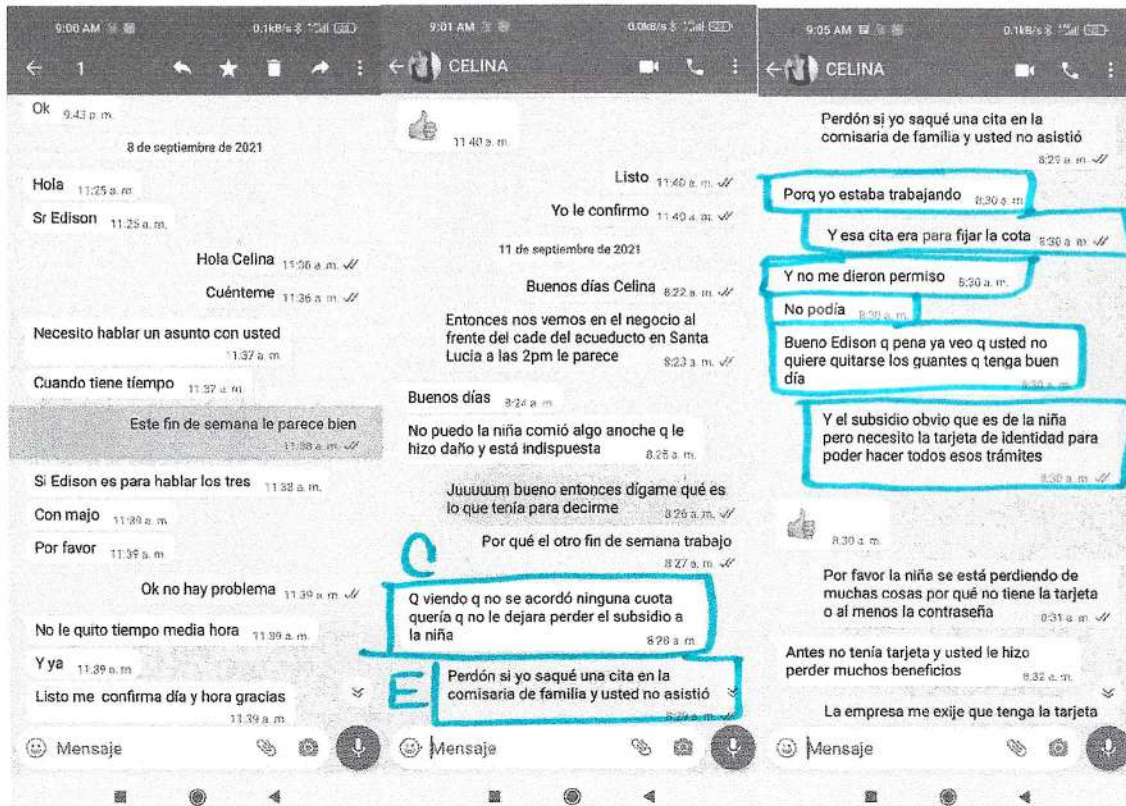 9:00 AM
0.1kB/s
1
Ok 9:43 p. m.
8 de septiembre de 2021
Hola 11:25 a. m.
Sr Edison 11:25 a. m.
Hola Celina 11:36 a. m.
Cuénteme 11:36 a. m.
Necesito hablar un asunto con usted
11:37 a. m.
Cuando tiene tiempo 11:37 a. m.
Este fin de semana le parece bien
11:38 a. m.
Si Edison es para hablar los tres 11:38 a. m.
Con majo 11:39 a. m.
Por favor 11:39 a. m.
Ok no hay problema 11:39 a. m.
No le quito tiempo media hora 11:39 a. m.
Y ya 11:39 a. m.
Listo me confirma día y hora gracias
11:39 a. m.
Mensaje
9:01 AM
0.0kB/s
CELINA
11:40 a. m.
Listo 11:40 a. m.
Yo le confirmo 11:40 a. m.
11 de septiembre de 2021
Buenos días Celina 8:22 a. m.
Entonces nos vemos en el negocio al
frente del cade del acueducto en Santa
Lucia a las 2pm le parece 8:23 a. m.
Buenos días 8:24 a. m.
No puedo la niña comió algo anoche q le
hizo daño y está indispuesta 8:25 a. m.
Juuuum bueno entonces dígame qué es
lo que tenía para decirme 8:26 a. m.
Por qué el otro fin de semana trabajo
8:27 a. m.
C
Q viendo q no se acordó ninguna cuota
quería q no le dejara perder el subsidio a
la niña 8:28 a. m.
E
Perdón si yo saqué una cita en la
comisaria de familia y usted no asistió
8:29 a. m.
Mensaje
9:05 AM
0.1kB/s
CELINA
Perdón si yo saqué una cita en la
comisaria de familia y usted no asistió
8:29 a. m.
Porq yo estaba trabajando 8:30 a. m.
Y esa cita era para fijar la cota 8:30 a. m.
Y no me dieron permiso 8:30 a. m.
No podía 8:30 a. m.
Bueno Edison q pena ya veo q usted no
quiere quitarse los guantes q tenga buen
día 8:30 a. m.
Y el subsidio obvio que es de la niña
pero necesito la tarjeta de identidad para
poder hacer todos esos trámites
8:30 a. m.
8:30 a. m.
Por favor la niña se está perdiendo de
muchas cosas por qué no tiene la tarjeta
o al menos la contraseña 8:31 a. m.
Antes no tenía tarjeta y usted le hizo
perder muchos beneficios 8:32 a. m.
La empresa me exije que tenga la tarjeta
Mensaje